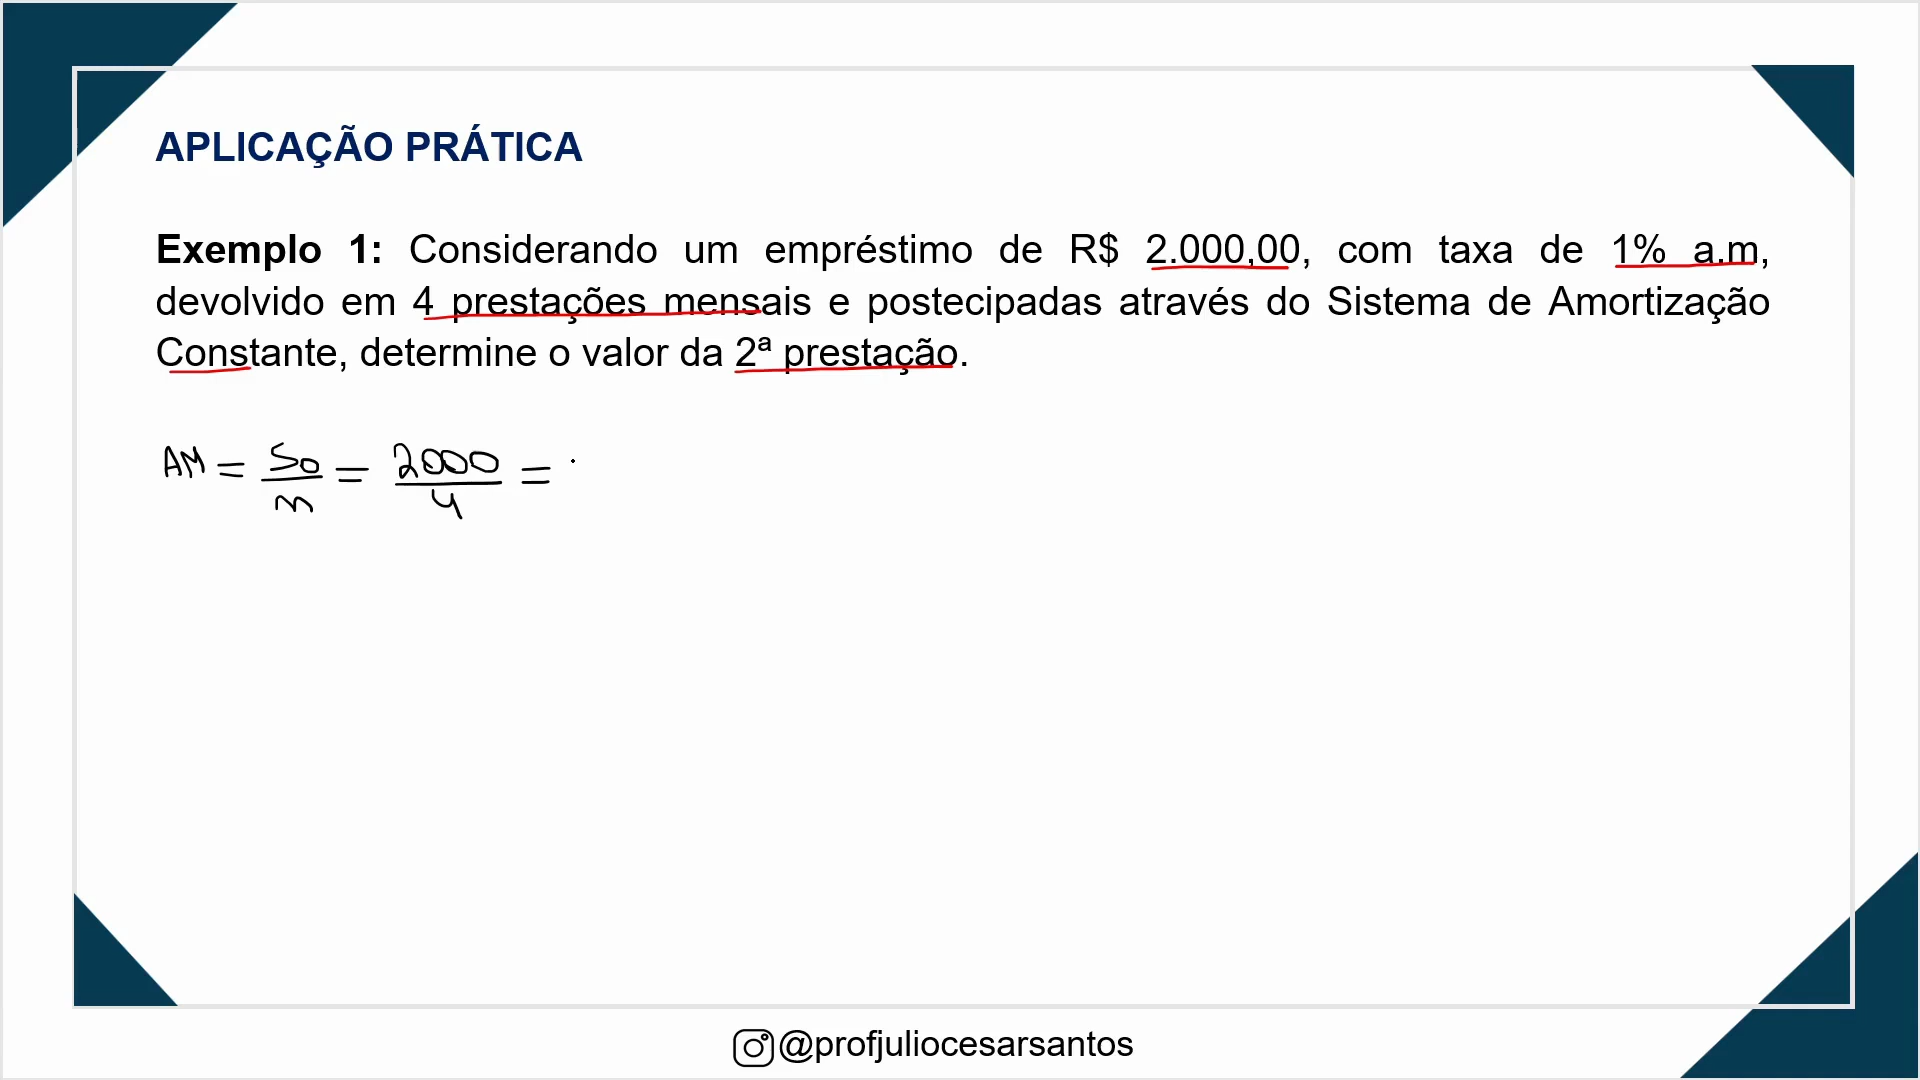 APLICAÇÃO PRÁTICA
Exemplo 1: Considerando um empréstimo de R$ 2.000,00, com taxa de 1% a.m,
devolvido em 4 prestações mensais e postecipadas através do Sistema de Amortização
Constante, determine o valor da 2ª prestação.
AM = So/n = 2000/4 =
@profjuliocesarsantos